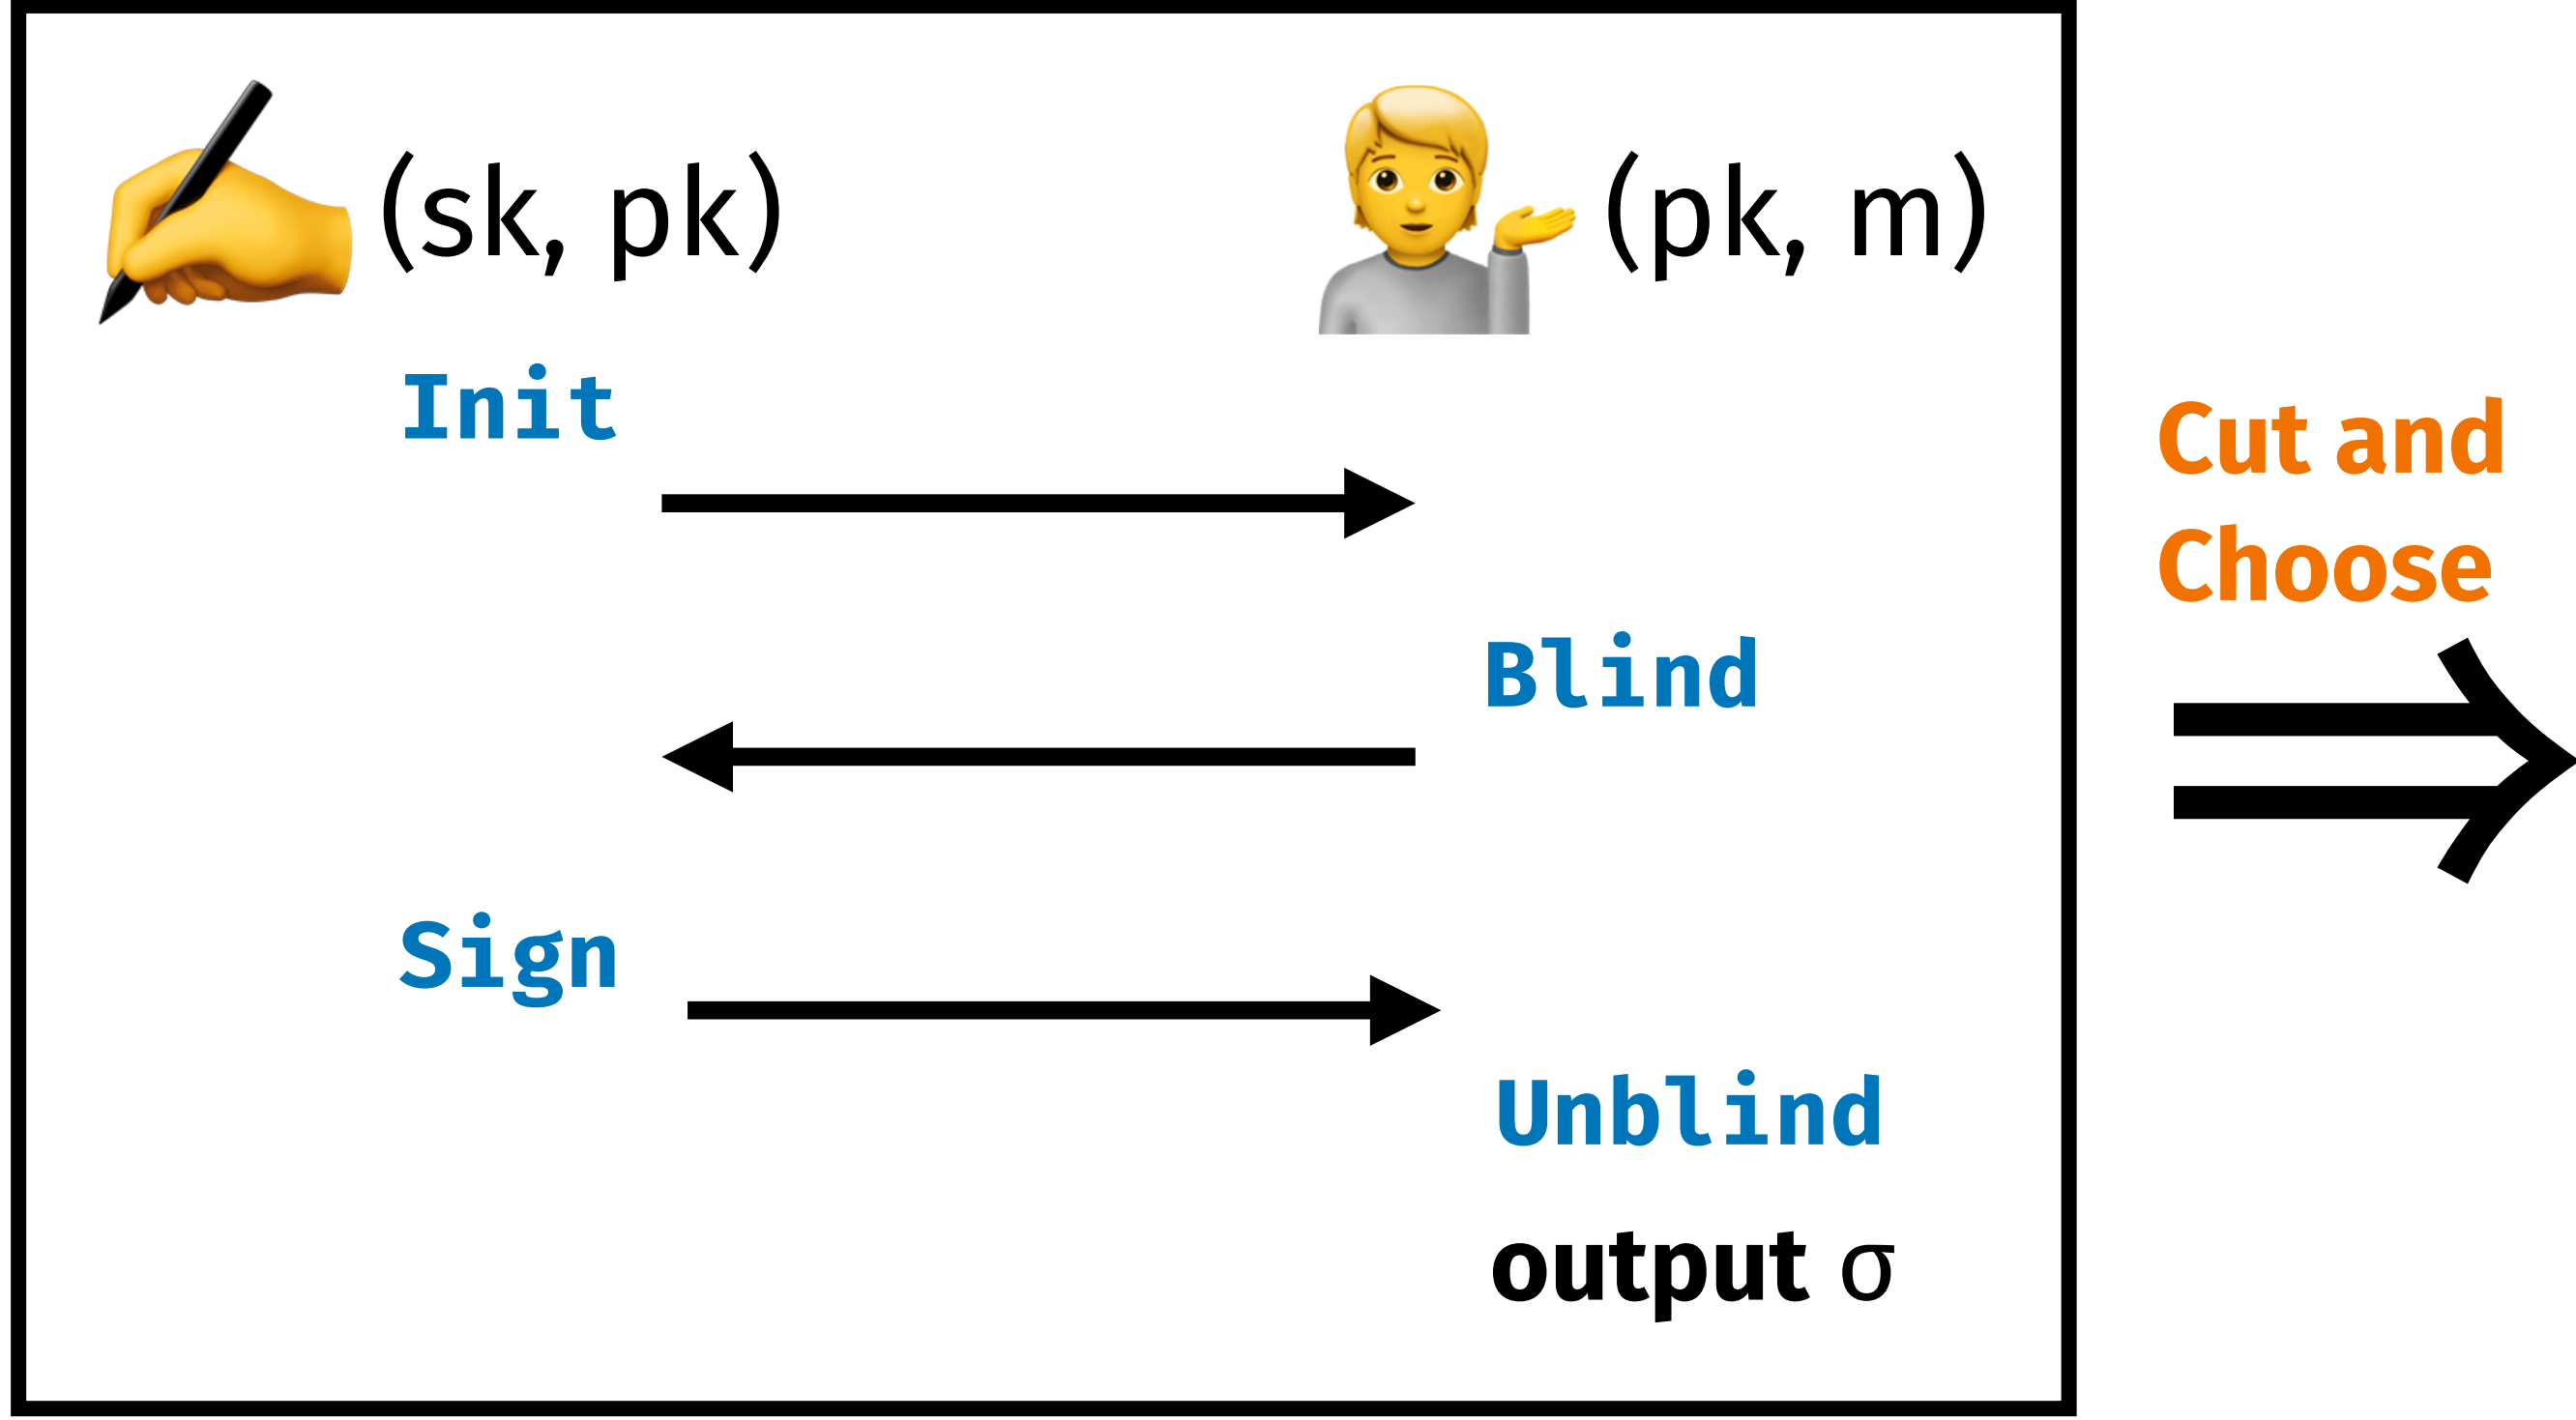 (sk, pk)
(pk, m)
Init
Blind
Sign
Unblind
output σ
Cut and
Choose